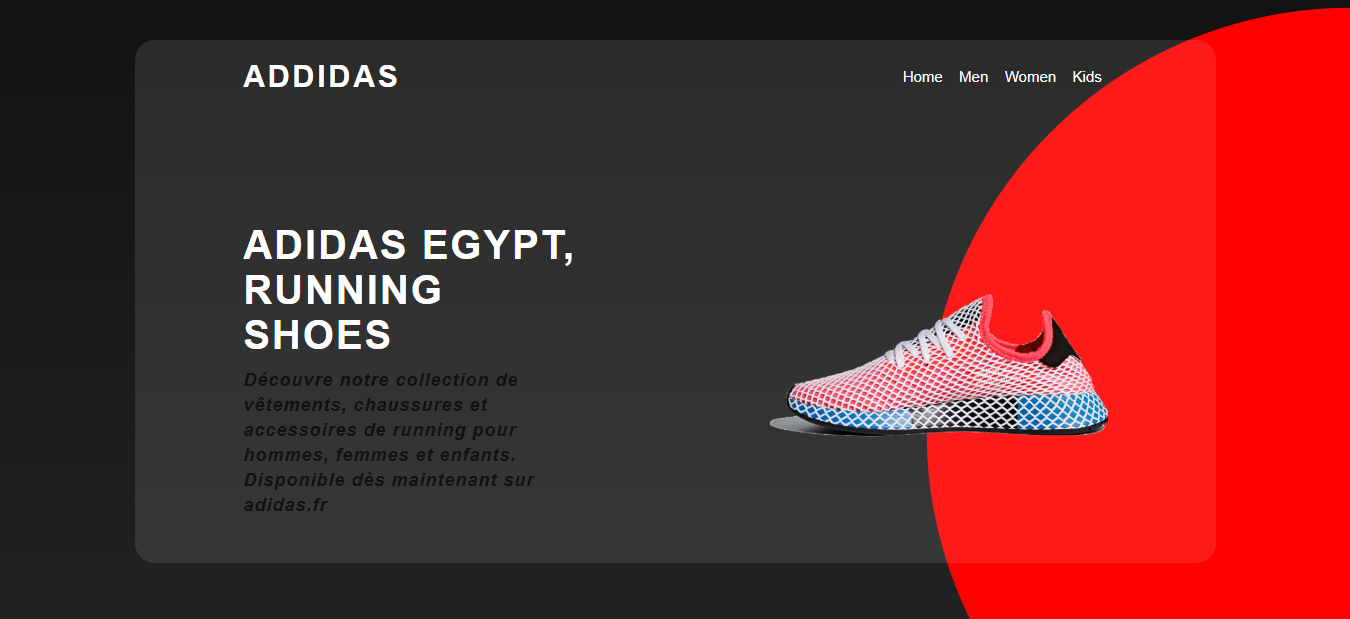 ADDIDAS
Home Men Women Kids
ADIDAS EGYPT,
RUNNING
SHOES
Découvre notre collection de
vêtements, chaussures et
accessoires de running pour
hommes, femmes et enfants.
Disponible dès maintenant sur
adidas.fr